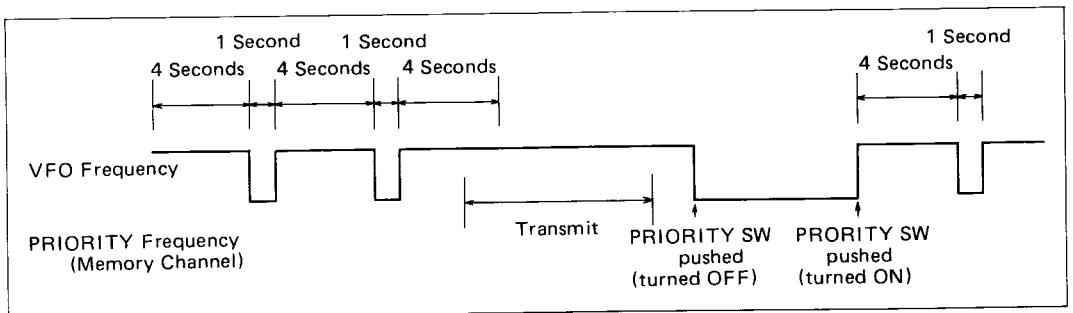 1 Second 1 Second 1 Second
4 Seconds 4 Seconds 4 Seconds 4 Seconds
VFO Frequency
PRIORITY Frequency
(Memory Channel)
Transmit
PRIORITY SW
pushed
(turned OFF)
PRORITY SW
pushed
(turned ON)